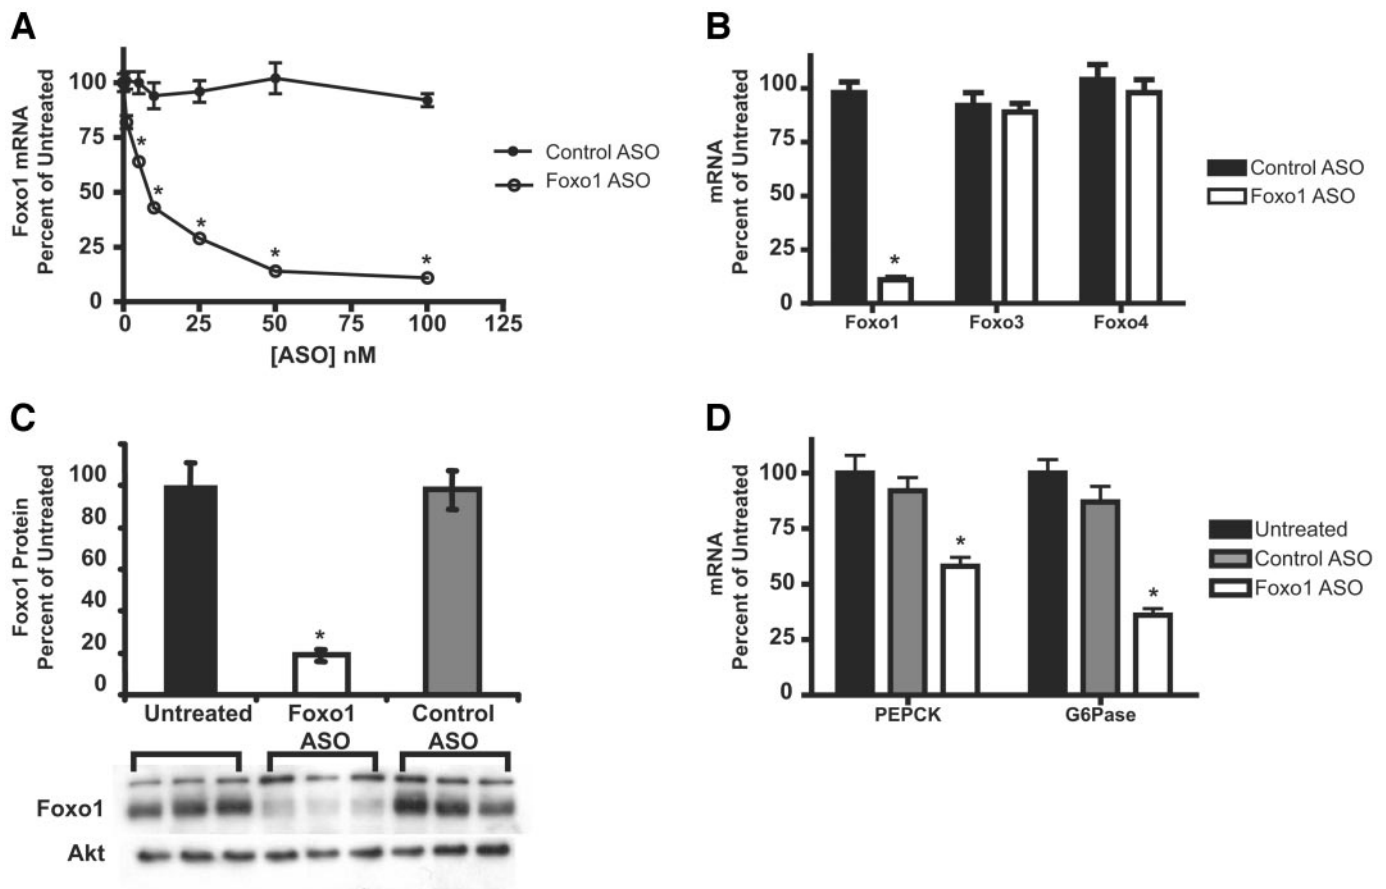 A
Foxo1 mRNA
Percent of Untreated
100
75
50
25
0
* * * * *
0 25 50 75 100 125
[ASO] nM
Control ASO
Foxo1 ASO
B
mRNA
Percent of Untreated
100
75
50
25
0
*
Foxo1 Foxo3 Foxo4
Control ASO
Foxo1 ASO
C
Foxo1 Protein
Percent of Untreated
100
80
60
40
20
0
*
Untreated Foxo1 Control
ASO ASO
Foxo1
Akt
D
mRNA
Percent of Untreated
100
75
50
25
0
* *
PEPCK G6Pase
Untreated
Control ASO
Foxo1 ASO